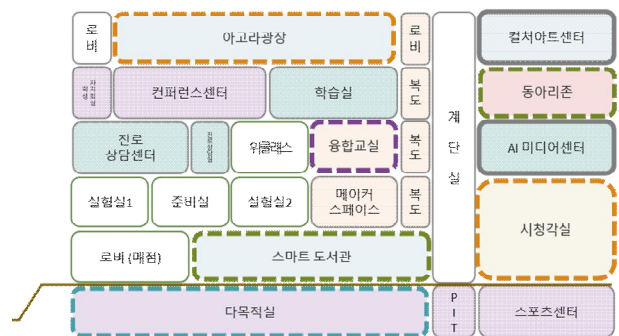 로비
아고라광장
로비
컬처아트센터
컨퍼런스센터
학습실
복도
동아리존
계단실
진로
상담센터
위클래스
융합교실
복도
AI 미디어센터
실험실1
준비실
실험실2
메이커
스페이스
복도
시청각실
로벼 (매점)
스마트 도서관
다목적실
PIT
스포츠센터